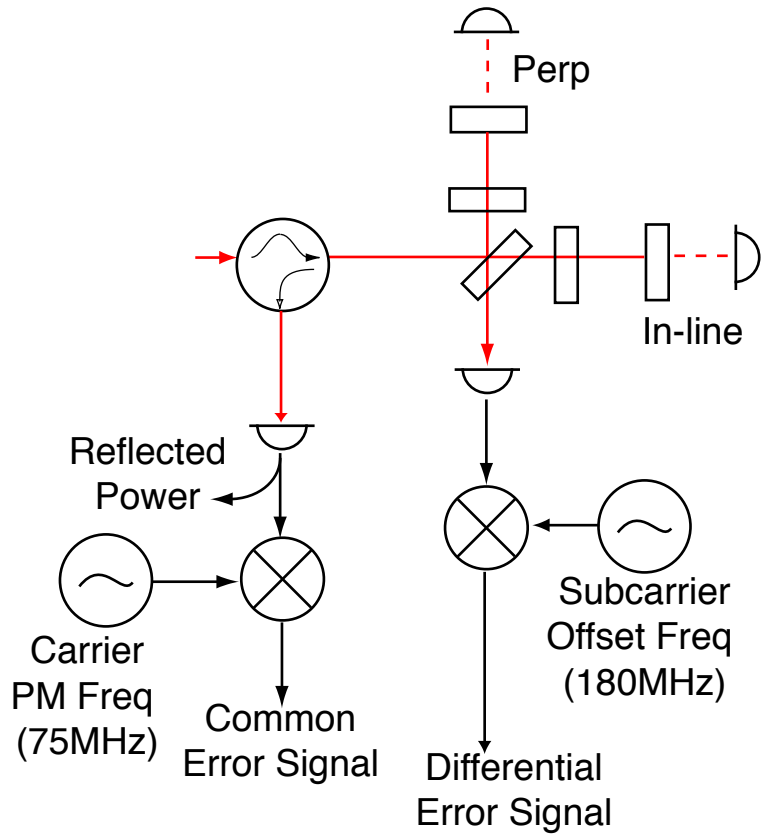 Perp
In-line
Reflected
Power
Carrier
PM Freq
(75MHz)
Subcarrier
Offset Freq
(180MHz)
Common
Error Signal
Differential
Error Signal